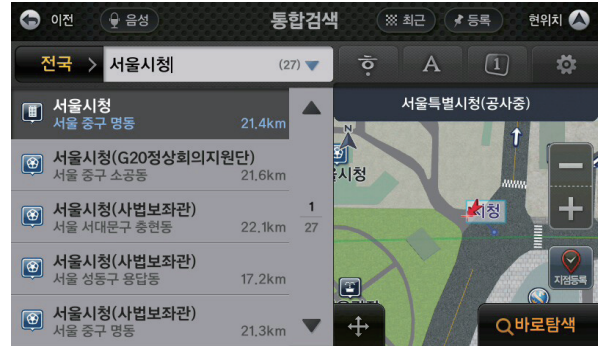 이전
음성
통합검색
최근
등록
현위치
전국 > 서울시청 (27)
ㅎ A 1
서울시청
서울 중구 명동 21.4km
서울시청(G20정상회의지원단)
서울 중구 소공동 21.6km
서울시청(사법보좌관)
서울 서대문구 충현동 22.1km
서울시청(사법보좌관)
서울 성동구 용답동 17.2km
서울시청(사법보좌관)
서울 중구 명동 21.3km
1
27
서울특별시청(공사중)
N
시청
시청
지점등록
바로탐색